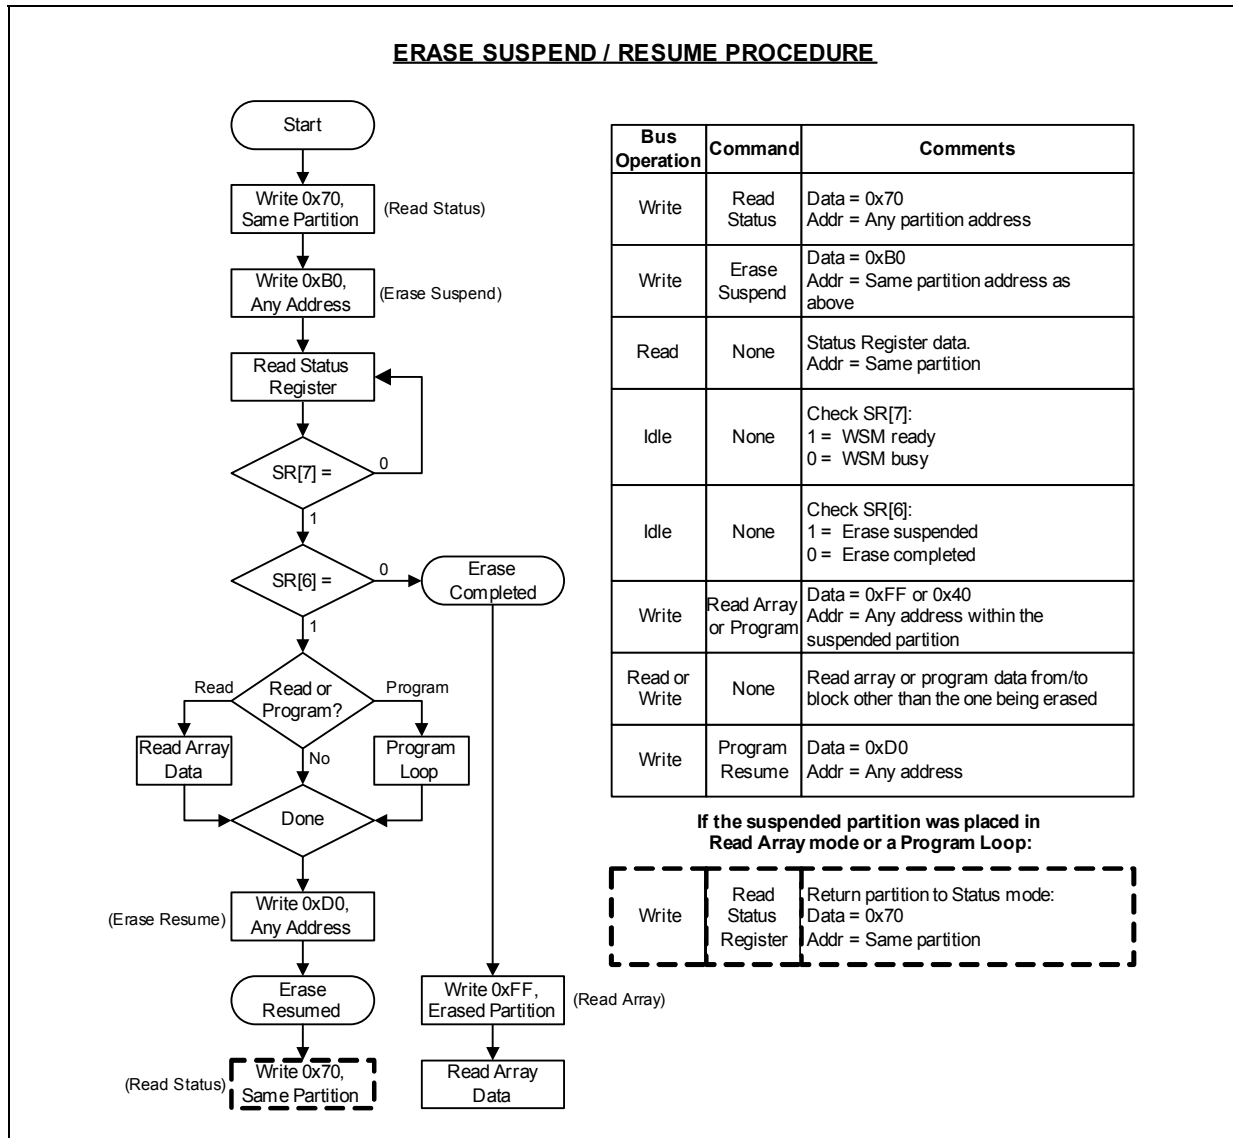 ERASE SUSPEND / RESUME PROCEDURE
Start
Write 0x70,
Same Partition
(Read Status)
Write 0xB0,
Any Address
(Erase Suspend)
Read Status
Register
SR[7] =
0
1
SR[6] =
0
Erase
Completed
1
Read
Read or
Program?
Program
Read Array
Data
No
Program
Loop
Done
(Erase Resume)
Write 0xD0,
Any Address
Erase
Resumed
Write 0xFF,
Erased Partition
(Read Array)
(Read Status)
Write 0x70,
Same Partition
Read Array
Data
Bus
Operation
Command
Comments
Write
Read
Status
Data = 0x70
Addr = Any partition address
Write
Erase
Suspend
Data = 0xB0
Addr = Same partition address as
above
Read
None
Status Register data.
Addr = Same partition
Idle
None
Check SR[7]:
1 = WSM ready
0 = WSM busy
Idle
None
Check SR[6]:
1 = Erase suspended
0 = Erase completed
Write
Read Array
or Program
Data = 0xFF or 0x40
Addr = Any address within the
suspended partition
Read or
Write
None
Read array or program data from/to
block other than the one being erased
Write
Program
Resume
Data = 0xD0
Addr = Any address
If the suspended partition was placed in
Read Array mode or a Program Loop:
Write
Read
Status
Register
Return partition to Status mode:
Data = 0x70
Addr = Same partition